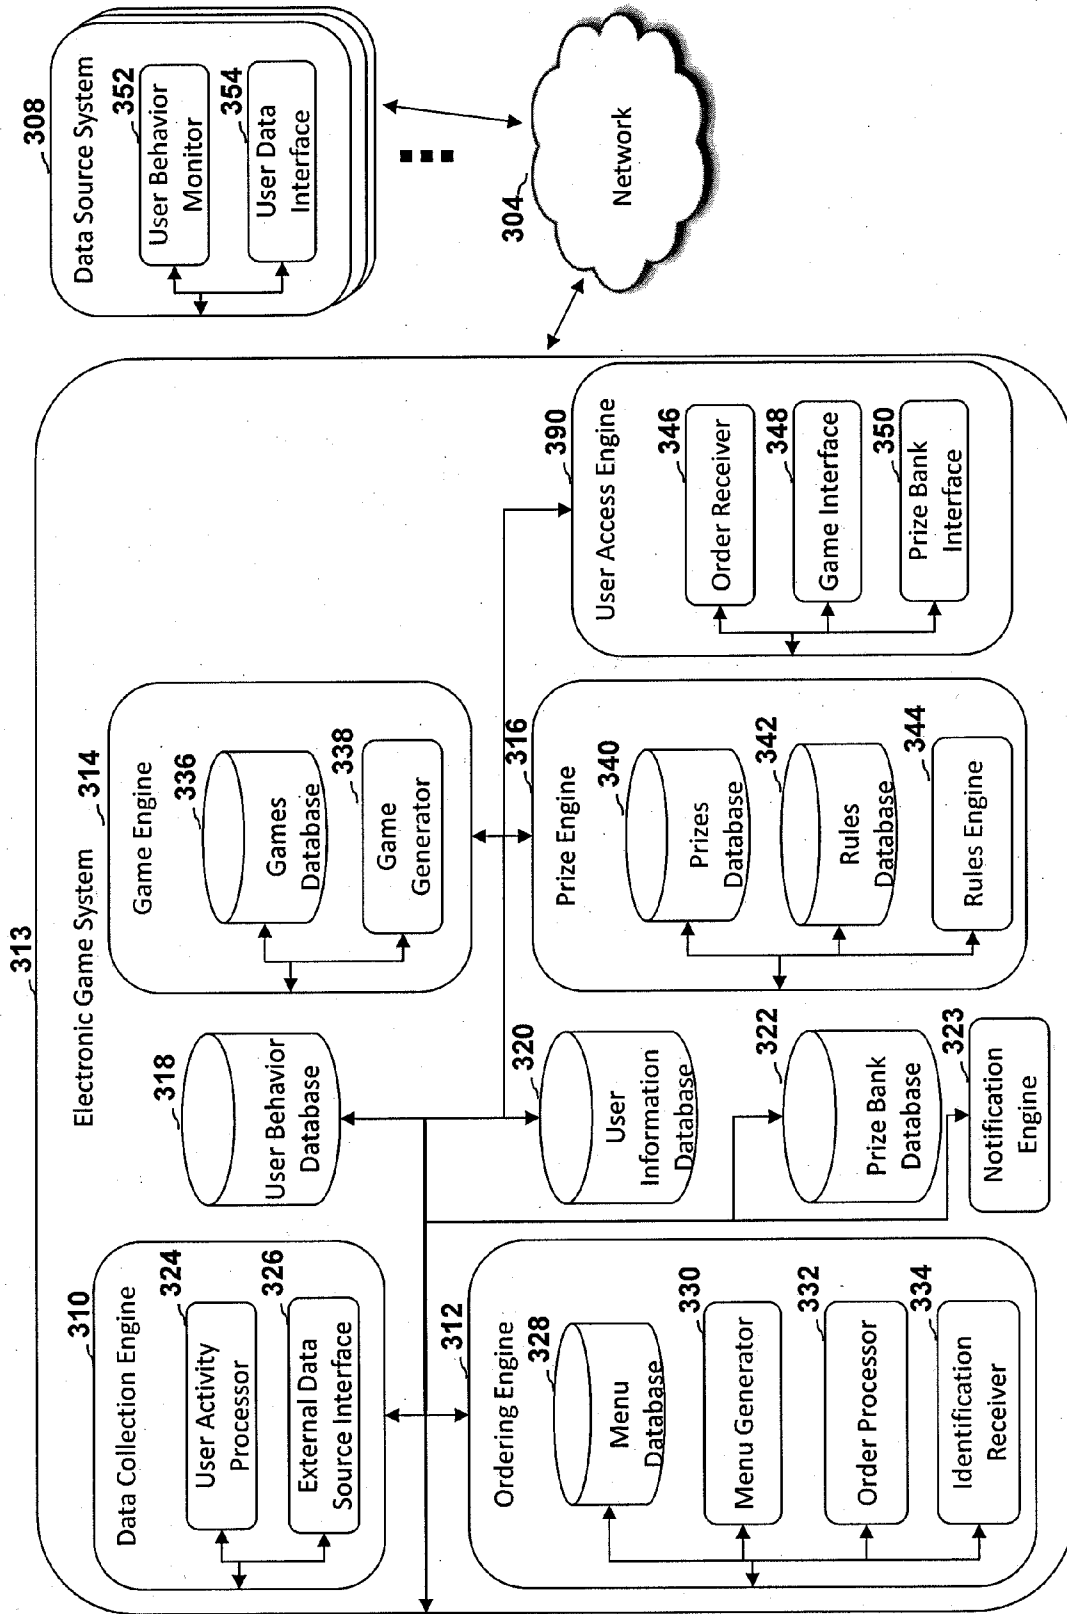 313
Electronic Game System
310
Data Collection Engine
324
User Activity
Processor
326
External Data
Source Interface
312
Ordering Engine
328
Menu
Database
330
Menu Generator
332
Order Processor
334
Identification
Receiver
318
User Behavior
Database
320
User
Information
Database
322
Prize Bank
Database
323
Notification
Engine
314
Game Engine
336
Games
Database
338
Game
Generator
316
Prize Engine
340
Prizes
Database
342
Rules
Database
344
Rules Engine
390
User Access Engine
346
Order Receiver
348
Game Interface
350
Prize Bank
Interface
308
Data Source System
352
User Behavior
Monitor
354
User Data
Interface
304
Network